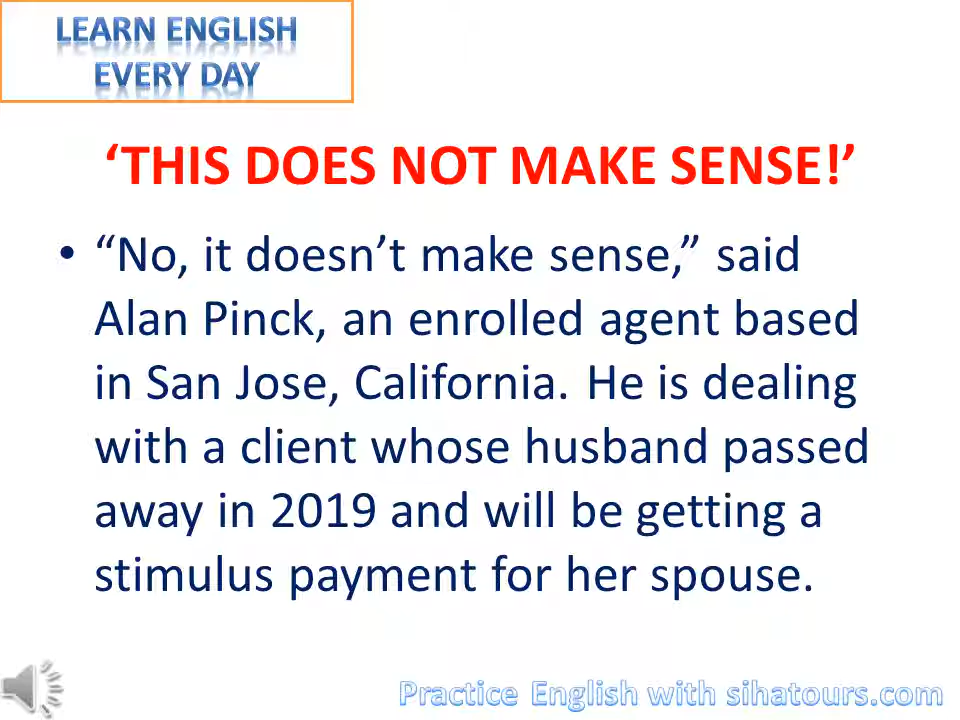 LEARN ENGLISH
EVERY DAY
‘THIS DOES NOT MAKE SENSE!’
• “No, it doesn’t make sense,” said
Alan Pinck, an enrolled agent based
in San Jose, California. He is dealing
with a client whose husband passed
away in 2019 and will be getting a
stimulus payment for her spouse.
Practice English with sihatours.com